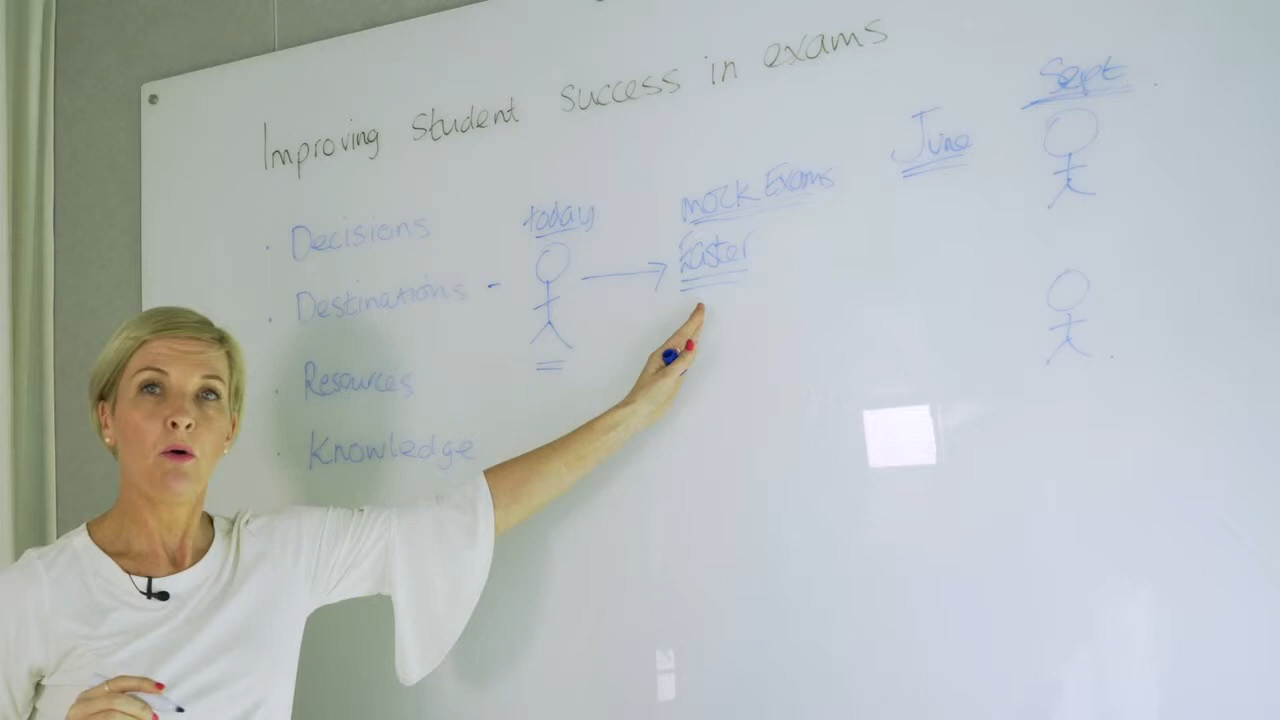 Improving Student Success in exams
Decisions
Destinations -
Resources
Knowledge
today
mock Exams
Easter
June
Sept